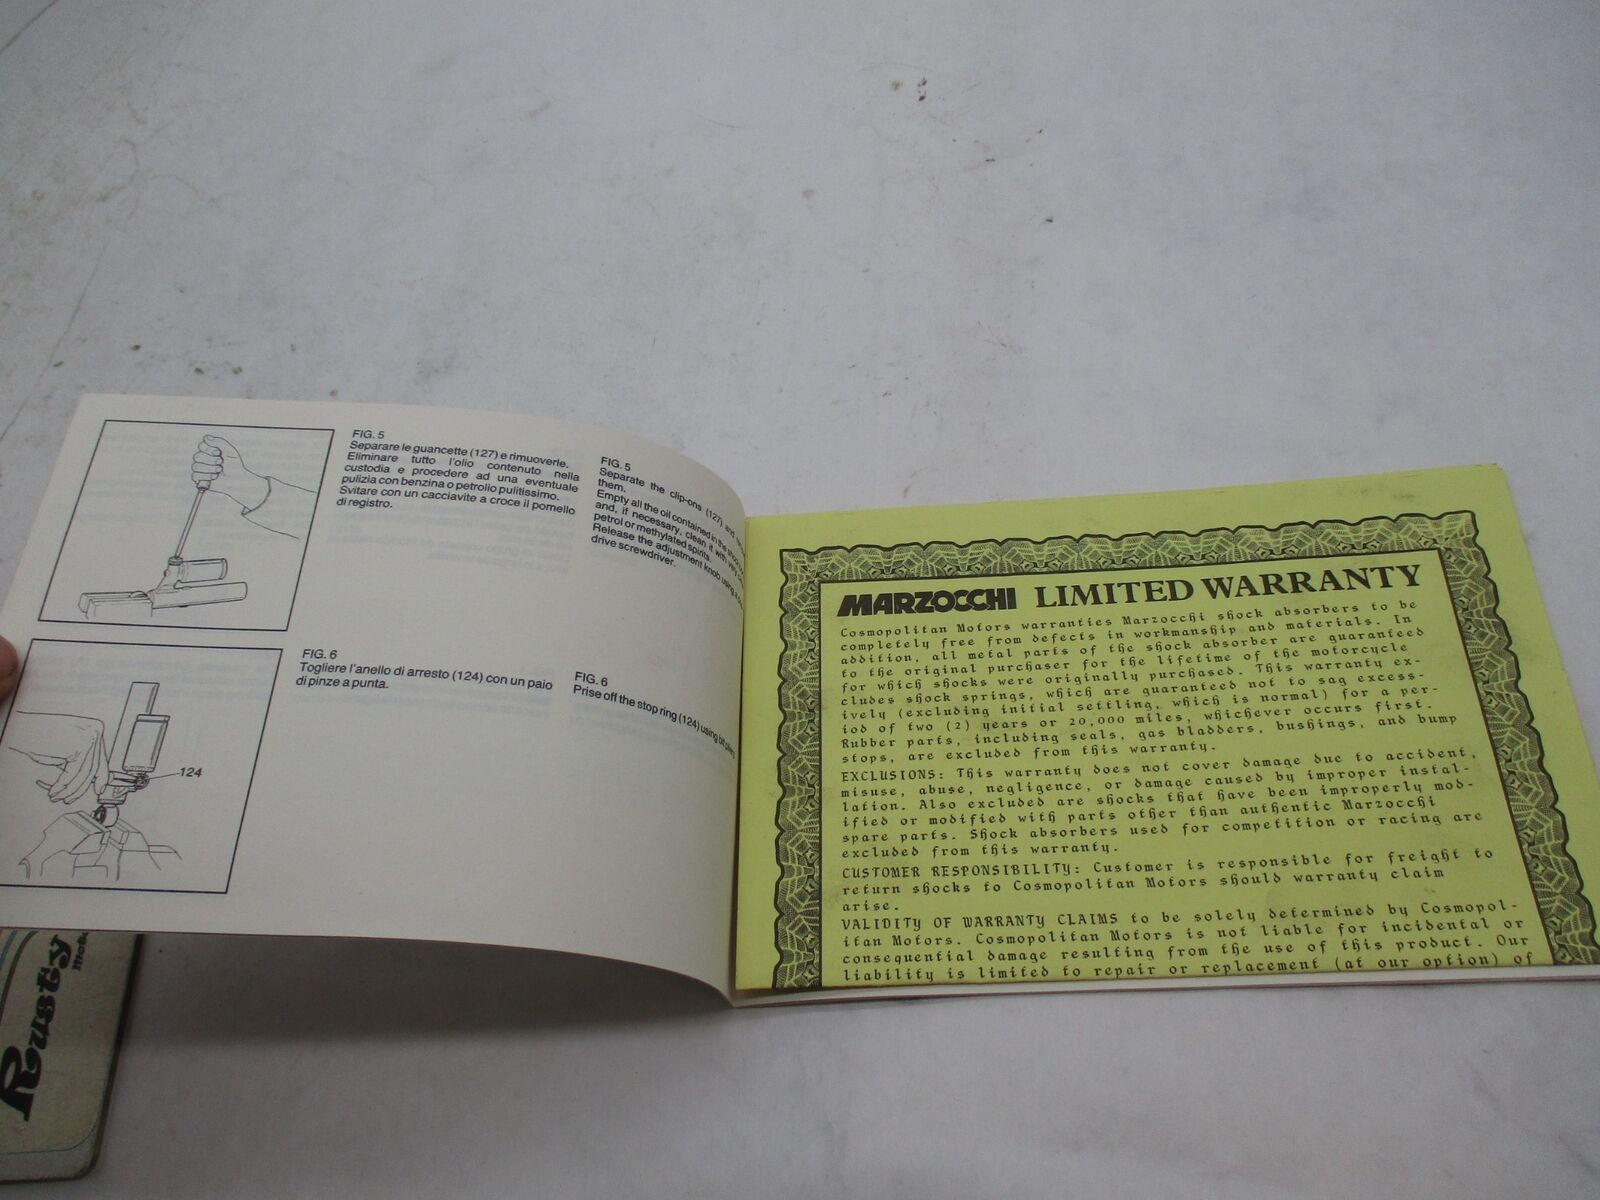 FIG. 5
Separare le guancette (127) e rimuoverle.
Eliminare tutto l'olio contenuto nella
custodia e procedere ad una eventuale
pulizia con benzina o petrolio pulitissimo.
Svitare con un cacciavite a croce il pomello
di registro.
FIG. 5
Separate the clip-ons (127) and
them.
Empty all the oil contained in the
and, if necessary, clean it with very
petrol or methylated spirits.
Release the adjustment knob using a
drive screwdriver.
FIG. 6
Togliere l'anello di arresto (124) con un paio
di pinze a punta.
FIG. 6
Prise off the stop ring (124) using
124
MARZOCCHI LIMITED WARRANTY
Cosmopolitan Motors warranties Marzocchi shock absorbers to be
completely free from defects in workmanship and materials. In
addition, all metal parts of the shock absorber are guaranteed
to the original purchaser for the lifetime of the motorcycle
for which shocks were originally purchased. This warranty ex-
cludes shock springs, which are guaranteed not to sag excess-
ively (excluding initial settling, which is normal) for a per-
iod of two (2) years or 20,000 miles, whichever occurs first.
Rubber parts, including seals, gas bladders, bushings, and bump
stops, are excluded from this warranty.
EXCLUSIONS: This warranty does not cover damage due to accident,
misuse, abuse, negligence, or damage caused by improper instal-
lation. Also excluded are shocks that have been improperly mod-
ified or modified with parts other than authentic Marzocchi
spare parts. Shock absorbers used for competition or racing are
excluded from this warranty.
CUSTOMER RESPONSIBILITY: Customer is responsible for freight to
return shocks to Cosmopolitan Motors should warranty claim
arise.
VALIDITY OF WARRANTY CLAIMS to be solely determined by Cosmopol-
itan Motors. Cosmopolitan Motors is not liable for incidental or
consequential damage resulting from the use of this product. Our
liability is limited to repair or replacement (at our option) of
Rusty